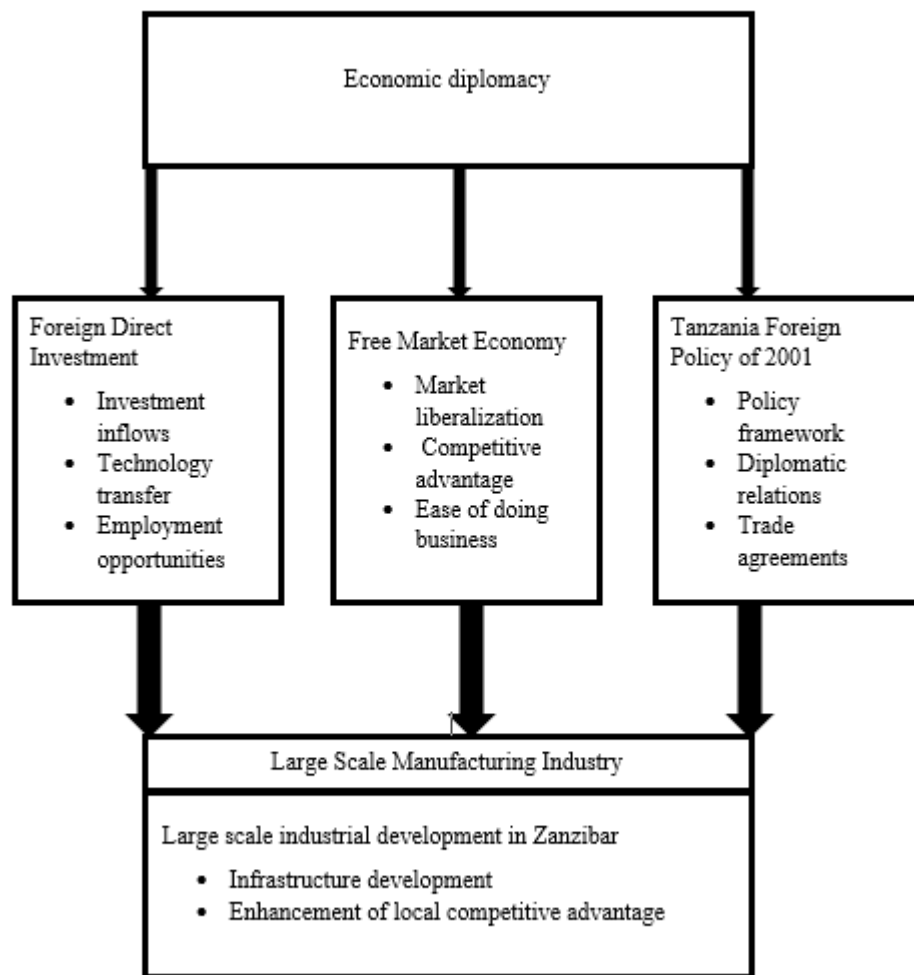 Economic diplomacy
Foreign Direct
Investment
• Investment
inflows
• Technology
transfer
• Employment
opportunities
Free Market Economy
• Market
liberalization
• Competitive
advantage
• Ease of doing
business
Tanzania Foreign
Policy of 2001
• Policy
framework
• Diplomatic
relations
• Trade
agreements
Large Scale Manufacturing Industry
Large scale industrial development in Zanzibar
• Infrastructure development
• Enhancement of local competitive advantage